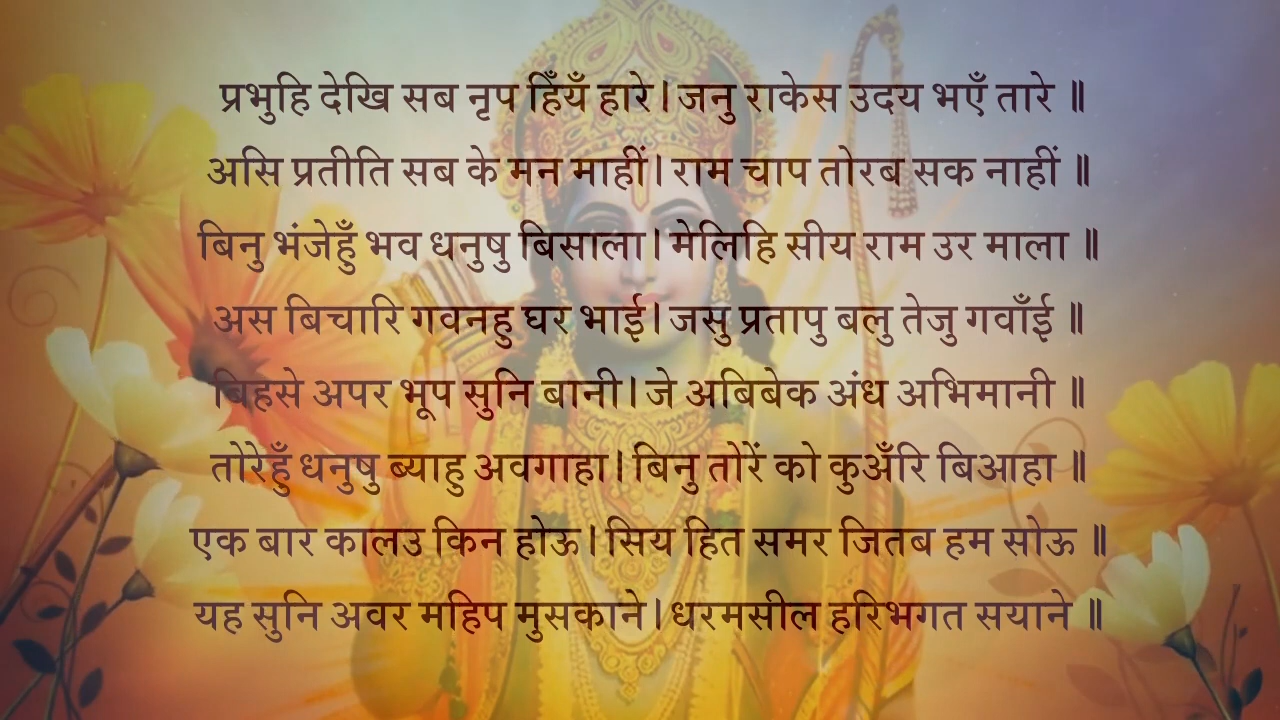 प्रभुहि देखि सब नृप हिँयँ हारे। जनु राकेस उदय भएँ तारे ॥
असि प्रतीति सब के मन माहीं। राम चाप तोरब सक नाहीं ॥
बिनु भंजेहुँ भव धनुषु बिसाला। मेलिहि सीय राम उर माला ॥
अस बिचारि गवनहु घर भाई। जसु प्रतापु बलु तेजु गवाँई ॥
बिहसे अपर भूप सुनि बानी। जे अबिबेक अंध अभिमानी ॥
तोरेहुँ धनुषु ब्याहु अवगाहा। बिनु तोरें को कुअँरि बिआहा ॥
एक बार कालउ किन होऊ। सिय हित समर जितब हम सोऊ ॥
यह सुनि अवर महिप मुसकाने। धरमसील हरिभगत सयाने ॥